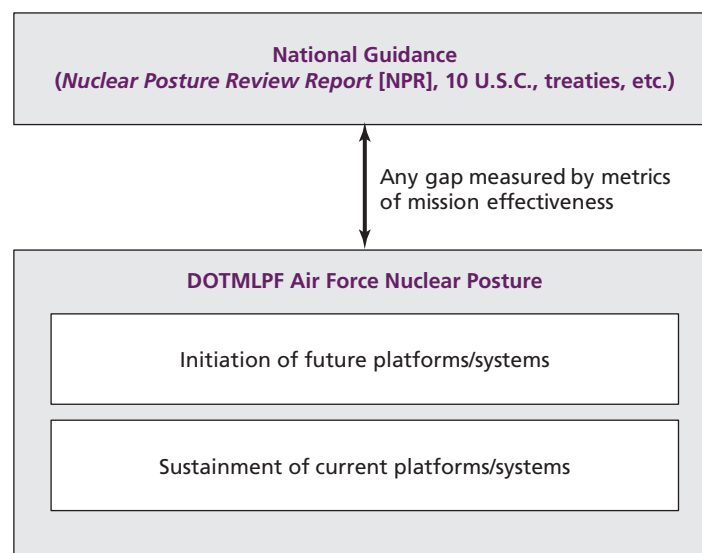 National Guidance
(Nuclear Posture Review Report [NPR], 10 U.S.C., treaties, etc.)
Any gap measured by metrics
of mission effectiveness
DOTMLPF Air Force Nuclear Posture
Initiation of future platforms/systems
Sustainment of current platforms/systems